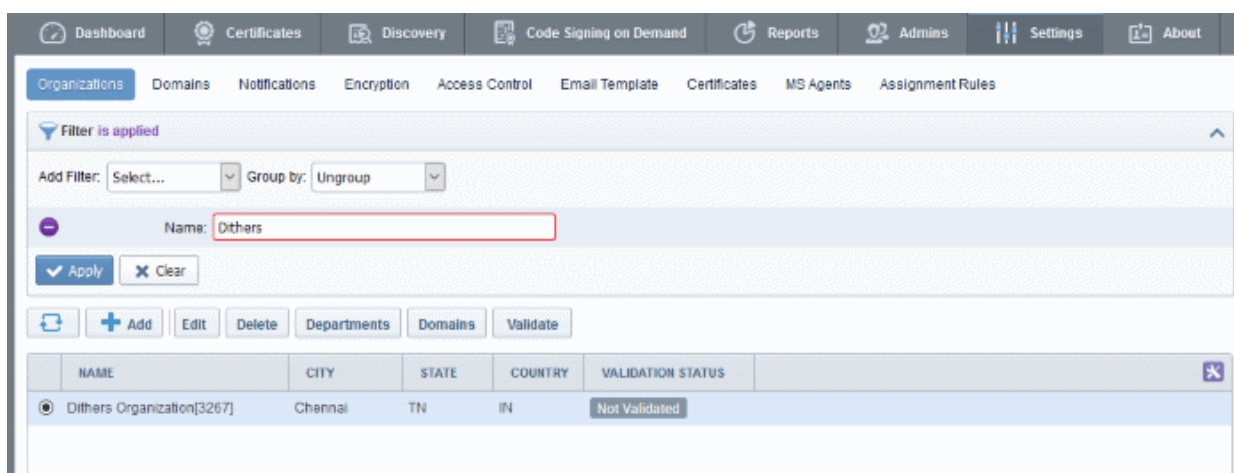 Dashboard Certificates Discovery Code Signing on Demand Reports Admins Settings About
Organizations Domains Notifications Encryption Access Control Email Template Certificates MS Agents Assignment Rules
Filter is applied
Add Filter: Select... Group by: Ungroup
Name: Dithers
Apply Clear
Add Edit Delete Departments Domains Validate
NAME CITY STATE COUNTRY VALIDATION STATUS
Dithers Organization[3267] Chennai TN IN Not Validated